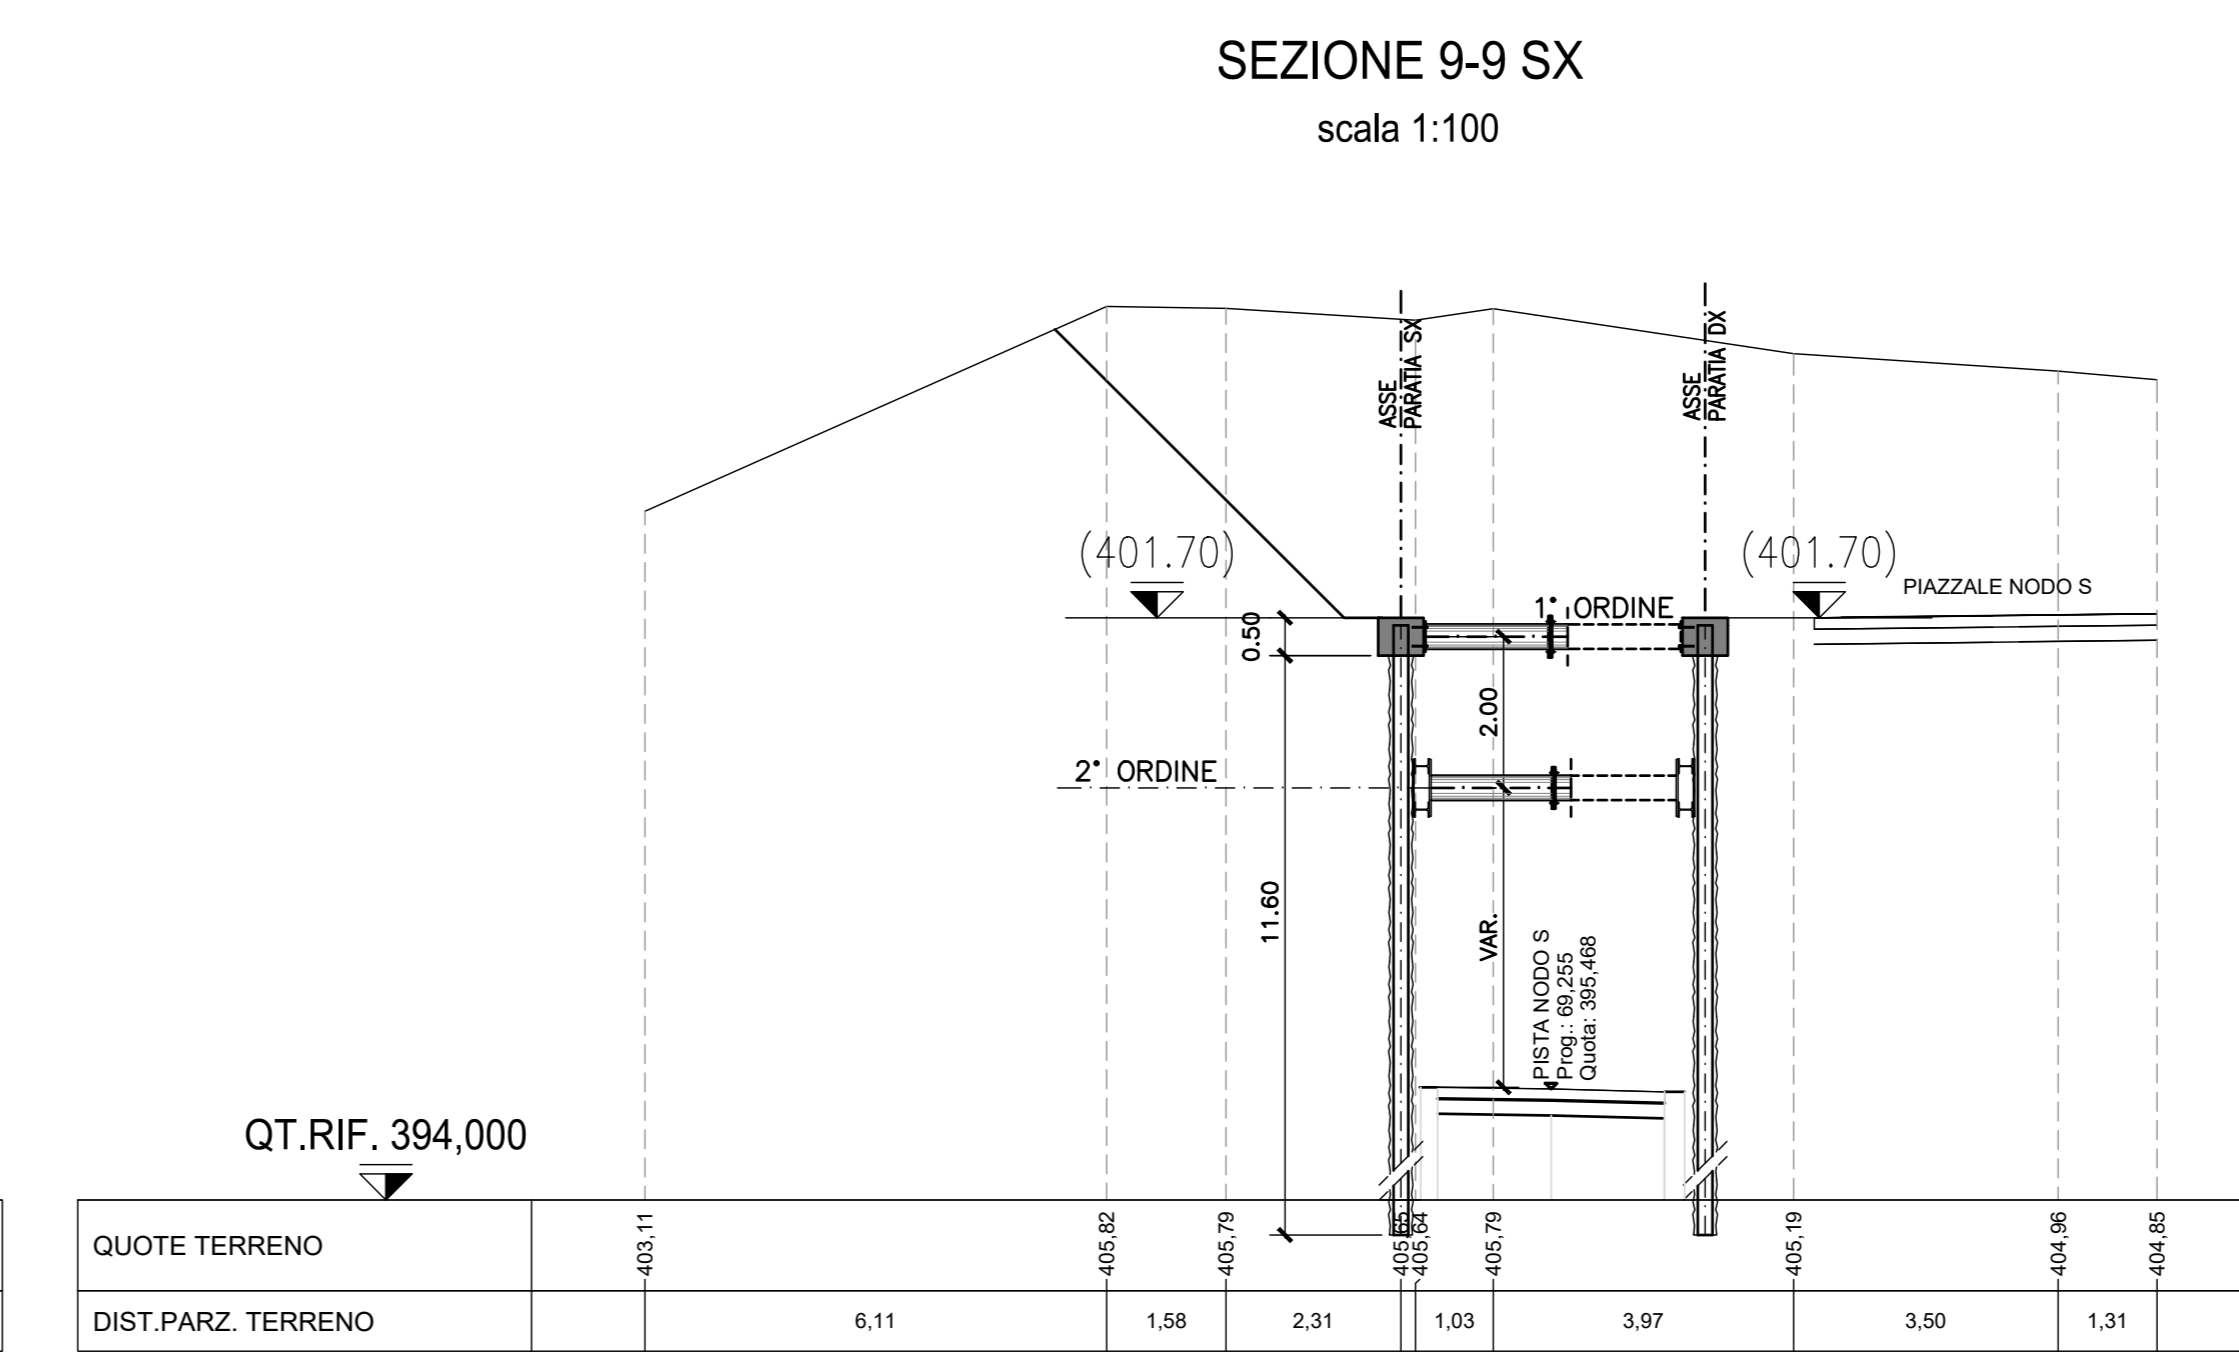 SEZIONE 9-9 SX
scala 1:100
ASSE
PARATIA SX
ASSE
PARATIA DX
(401.70)
(401.70)
PIAZZALE NODO S
1° ORDINE
0.50
2.00
2° ORDINE
11.60
VAR.
PISTA NODO S
Prog.: 69,255
Quota: 395,468
QT.RIF. 394,000
QUOTE TERRENO
403,11
405,82
405,79
405,65
405,64
405,79
405,19
404,96
404,85
DIST.PARZ. TERRENO
6,11
1,58
2,31
1,03
3,97
3,50
1,31